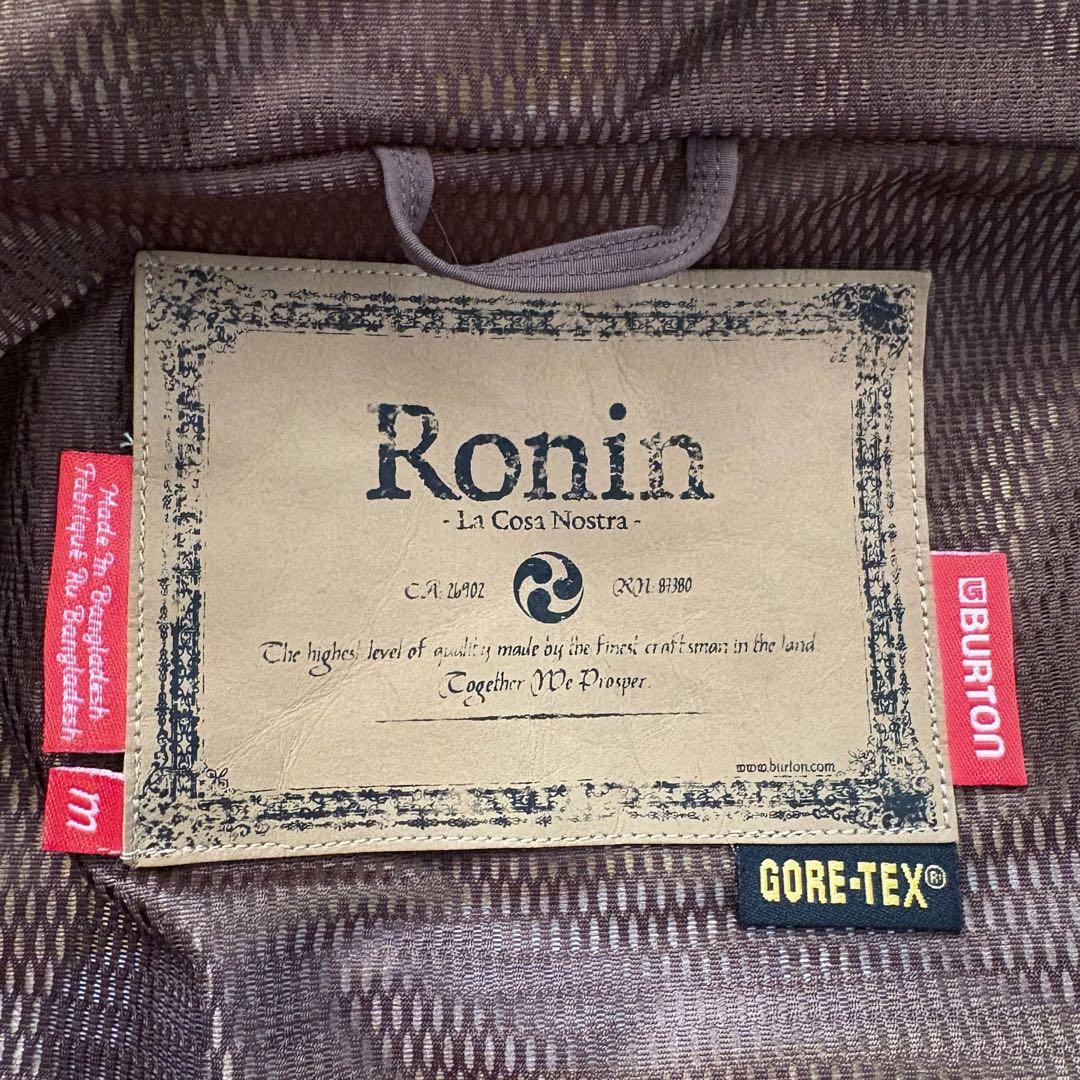 Ronin
- La Cosa Nostra -
C.A: 26902
RN: 87380
The highest level of quality made by the finest craftsman in the land
Together We Prosper.
www.burton.com
Made In Bangladesh
Fabriqué Au Bangladesh
m
BURTON
GORE-TEX®